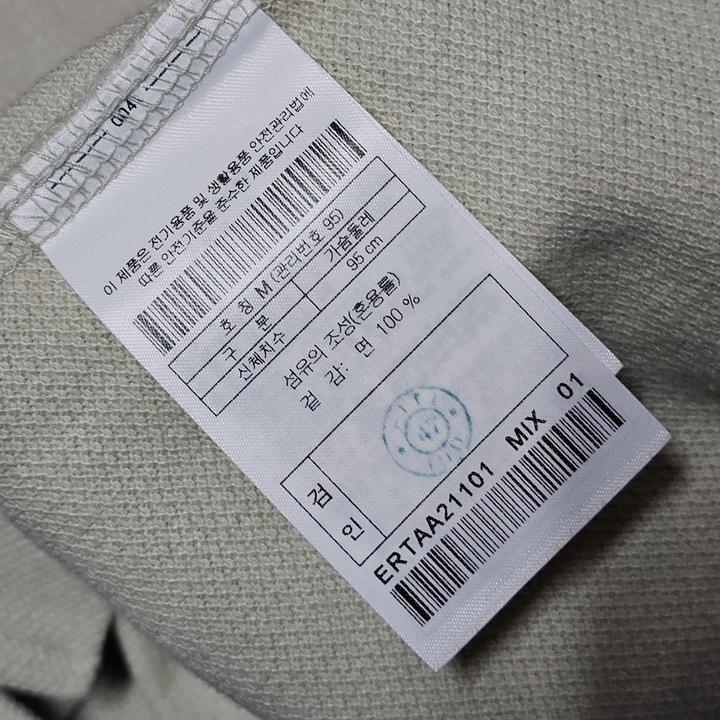 004
이 제품은 전기용품 및 생활용품 안전관리법에
따른 안전기준을 준수한 제품입니다
호 칭 M (관리번호 95)
구 분 가슴둘레
신체치수 95 cm
섬유의 조성(혼용률)
겉 감: 면 100 %
검 인
47
ERTAA21101 MIX 01